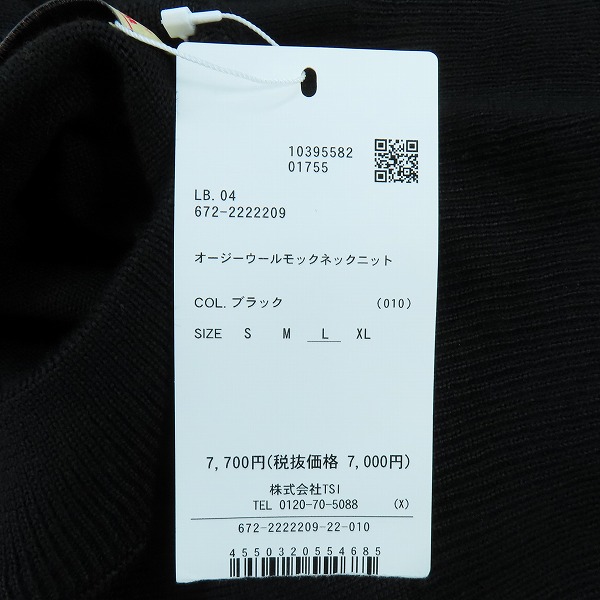 10395582
01755
LB. 04
672-2222209
オージーウールモックネックニット
COL. ブラック (010)
SIZE S M L XL
7,700円(税抜価格 7,000円)
株式会社TSI
TEL 0120-70-5088 (X)
672-2222209-22-010
4550320554685